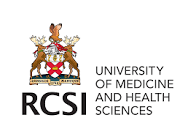 RCSI
UNIVERSITY
OF MEDICINE
AND HEALTH
SCIENCES